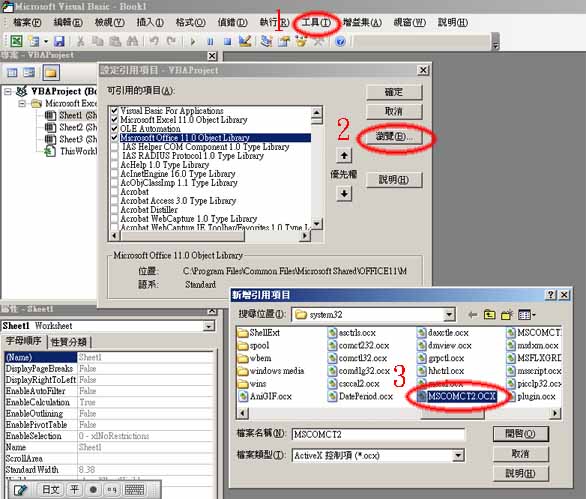 Microsoft Visual Basic - Book1
檔案(F) 編輯(E) 檢視(V) 插入(I) 格式(O) 偵錯(D) 執行(R) 工具(T) 增益集(A) 視窗(W) 說明(H)
1
專案 - VBAProject
VBAProject
Microsoft Exce
Sheet1 (Shee
Sheet2 (Shee
Sheet3 (Shee
ThisWork
設定引用項目 - VBAProject
可引用的項目(A):
Visual Basic For Applications
Microsoft Excel 11.0 Object Library
OLE Automation
Microsoft Office 11.0 Object Library
IAS Helper COM Component 1.0 Type
IAS RADIUS Protocol 1.0 Type Library
AcHelp 1.0 Type Library
AcInetEngine 16.0 Type Library
AcObjClassImp 1.1 Type Library
Acrobat
Acrobat Access 3.0 Type Library
Acrobat Distiller
Acrobat WebCapture 1.0 Type Library
Acrobat WebCapture IE Toolbar/Favorites 1.0 Type L
確定
取消
2
瀏覽(B)...
優先權
說明(H)
Microsoft Office 11.0 Object Library
位置: C:\Program Files\Common Files\Microsoft Shared\OFFICE11\M
語系: Standard
屬性 - Sheet1
Sheet1 Worksheet
字母順序 性質分類
(Name) Sheet1
DisplayPageBreaks False
DisplayRightToLeft False
EnableAutoFilter False
EnableCalculation True
EnableOutlining False
EnablePivotTable False
EnableSelection 0 - xlNoRestrictions
Name Sheet1
ScrollArea
StandardWidth 8.38
日文 平
新增引用項目
搜尋位置(I): system32
ShellExt
spool
wbem
windows media
wins
AniGIF.ocx
asctrls.ocx
comct232.ocx
comctl32.ocx
comdlg32.ocx
csccal2.ocx
DatePeriod.ocx
daxctle.ocx
dmview.ocx
grpctl.ocx
hhctrl.ocx
3
MSCOMCT2.OCX
MSCOMCT
msdxm.ocx
MSFLXGRD
msscript.ocx
picclp32.ocx
plugin.ocx
檔案名稱(N): MSCOMCT2
開啟(O)
檔案類型(T): ActiveX 控制項 (*.ocx)
取消
說明(H)